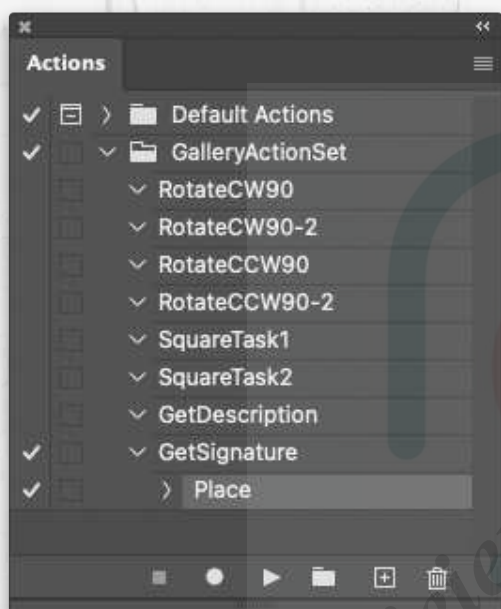 Actions
Default Actions
GalleryActionSet
RotateCW90
RotateCW90-2
RotateCCW90
RotateCCW90-2
SquareTask1
SquareTask2
GetDescription
GetSignature
Place